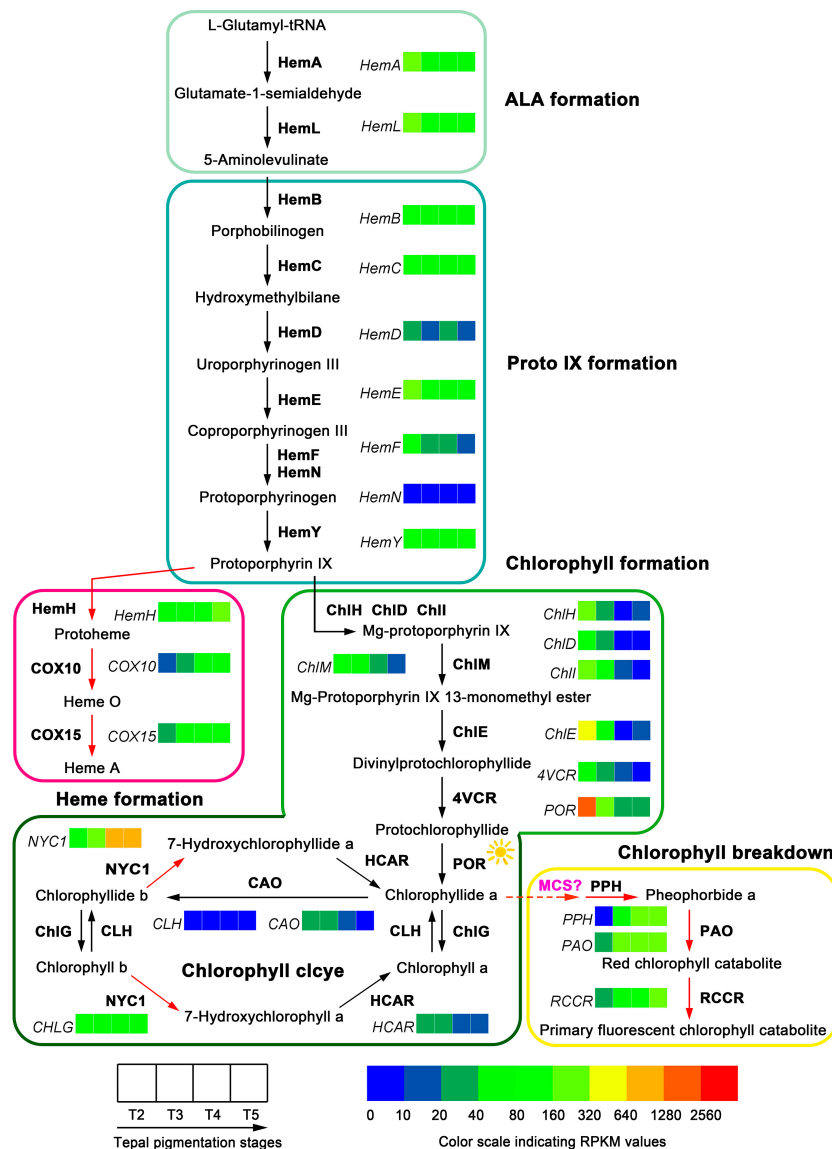 L-Glutamyl-tRNA
HemA
HemA
Glutamate-1-semialdehyde
ALA formation
HemL
HemL
5-Aminolevulinate
HemB
HemB
Porphobilinogen
HemC
HemC
Hydroxymethylbilane
HemD
HemD
Uroporphyrinogen III
Proto IX formation
HemE
HemE
Coproporphyrinogen III
HemF
HemF
HemN
Protoporphyrinogen
HemN
HemY
HemY
Protoporphyrin IX
Chlorophyll formation
HemH
HemH
Protoheme
COX10
COX10
Heme O
COX15
COX15
Heme A
Heme formation
ChlH ChlD ChlI
ChlH
Mg-protoporphyrin IX
ChlD
ChlM
ChlM
ChlI
Mg-Protoporphyrin IX 13-monomethyl ester
ChlE
ChlE
Divinylprotochlorophyllide
4VCR
4VCR
POR
Protochlorophyllide
POR
NYC1
7-Hydroxychlorophyllide a
NYC1
HCAR
CAO
Chlorophyllide b
Chlorophyllide a
CLH
CAO
ChlG
CLH
CLH
ChlG
Chlorophyll b
Chlorophyll clcye
Chlorophyll a
NYC1
HCAR
7-Hydroxychlorophyll a
CHLG
HCAR
Chlorophyll breakdown
MCS? PPH
Pheophorbide a
PPH
PAO
PAO
Red chlorophyll catabolite
RCCR
RCCR
Primary fluorescent chlorophyll catabolite
T2 T3 T4 T5
Tepal pigmentation stages
0 10 20 40 80 160 320 640 1280 2560
Color scale indicating RPKM values